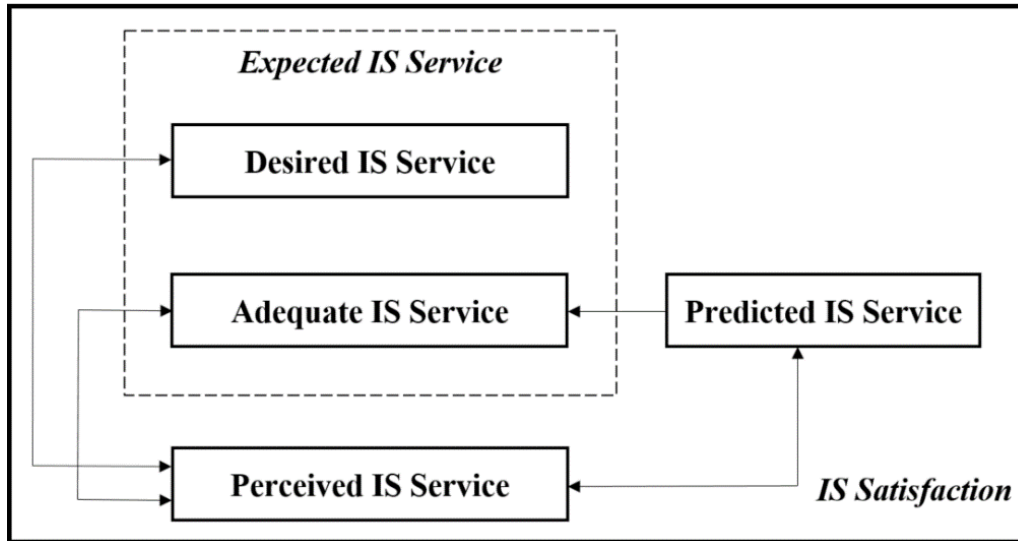 Expected IS Service
Desired IS Service
Adequate IS Service
Predicted IS Service
Perceived IS Service
IS Satisfaction